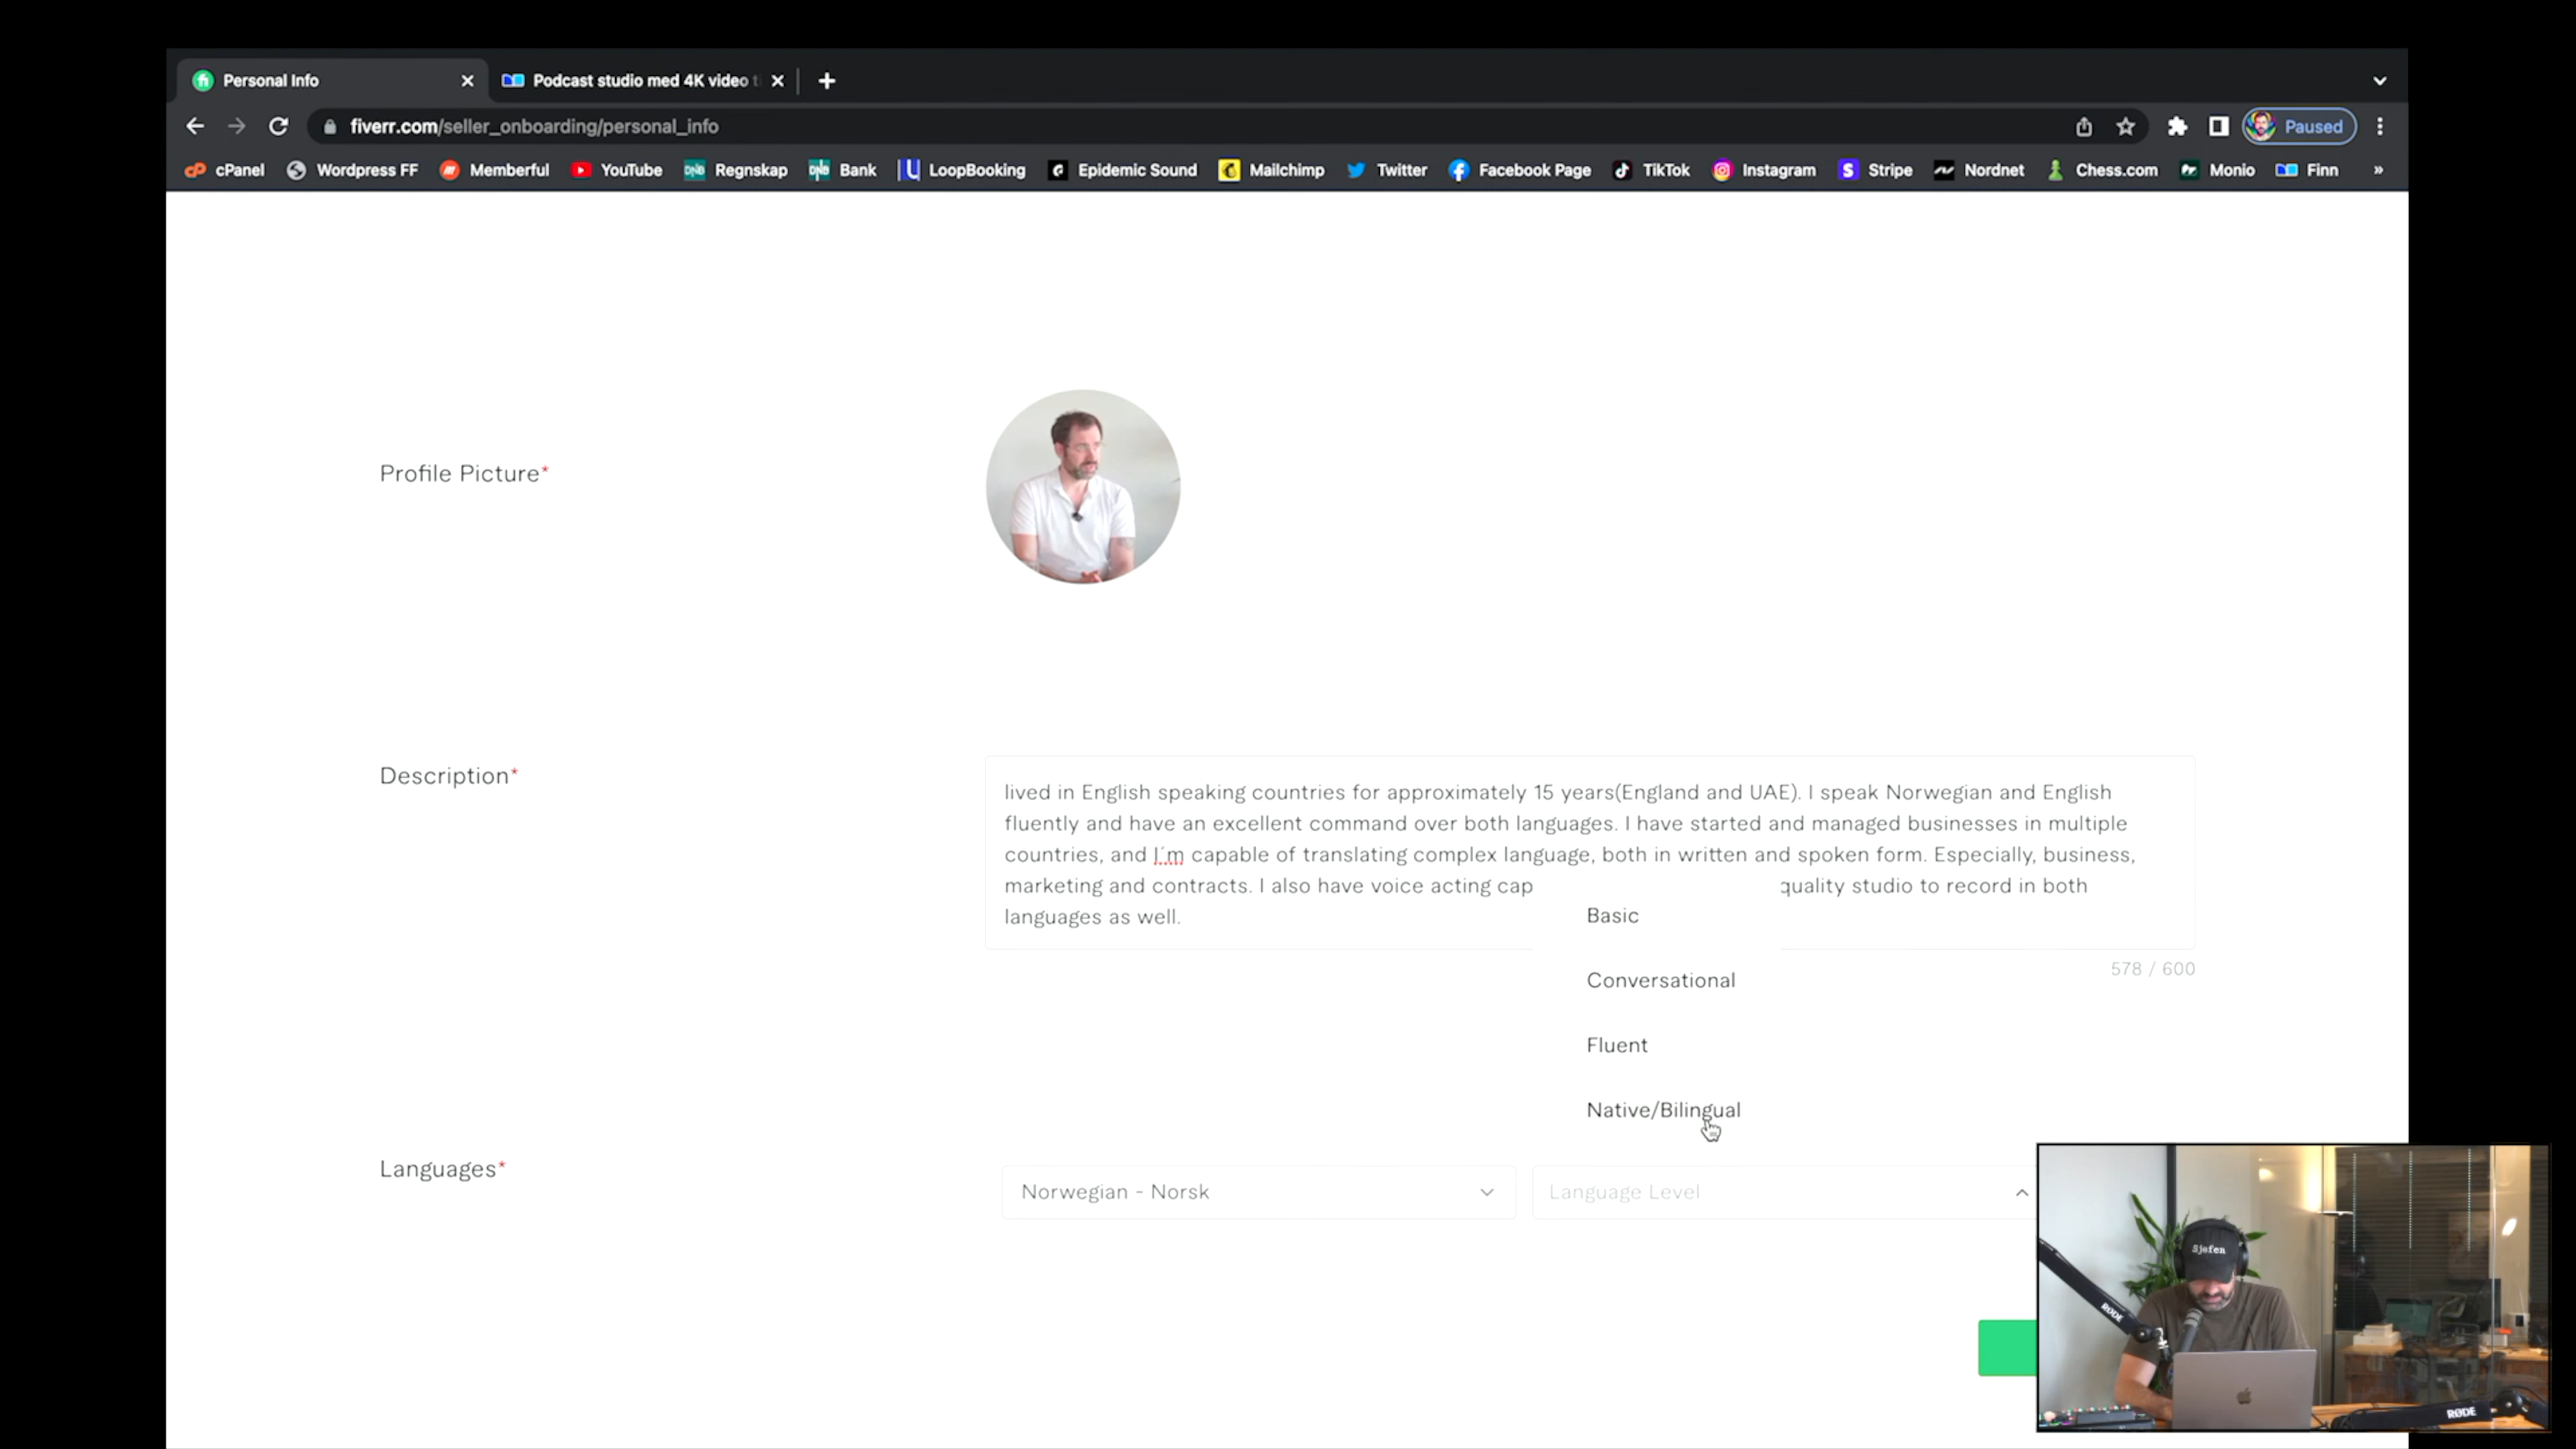 Personal Info
Podcast studio med 4K video
fiverr.com/seller_onboarding/personal_info
Paused
cPanel
Wordpress FF
Memberful
YouTube
DNB
Regnskap
DNB
Bank
LoopBooking
Epidemic Sound
Mailchimp
Twitter
Facebook Page
TikTok
Instagram
Stripe
Nordnet
Chess.com
Monio
Finn
Profile Picture*
Description*
lived in English speaking countries for approximately 15 years(England and UAE). I speak Norwegian and English
fluently and have an excellent command over both languages. I have started and managed businesses in multiple
countries, and I´m capable of translating complex language, both in written and spoken form. Especially, business,
marketing and contracts. I also have voice acting cap quality studio to record in both
languages as well.
578 / 600
Basic
Conversational
Fluent
Native/Bilingual
Languages*
Norwegian - Norsk
Language Level
Sjefen
RØDE
RØDE